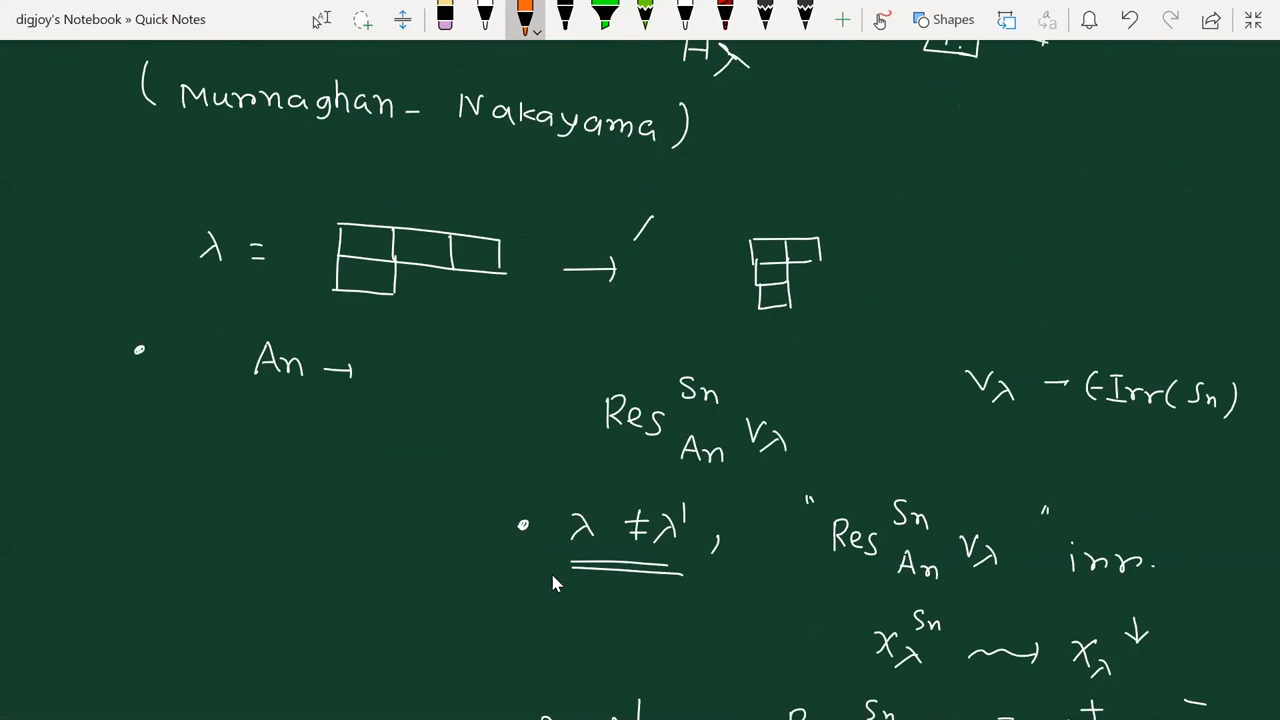 digjoy's Notebook » Quick Notes
Shapes
Hλ
(Murnaghan - Nakayama)
λ =
→ ′
• An →
Res Sn An Vλ
Vλ - ∈Irr(Sn)
• λ ≠ λ', "Res Sn An Vλ" irr.
χλ Sn ⇝ χλ ↓